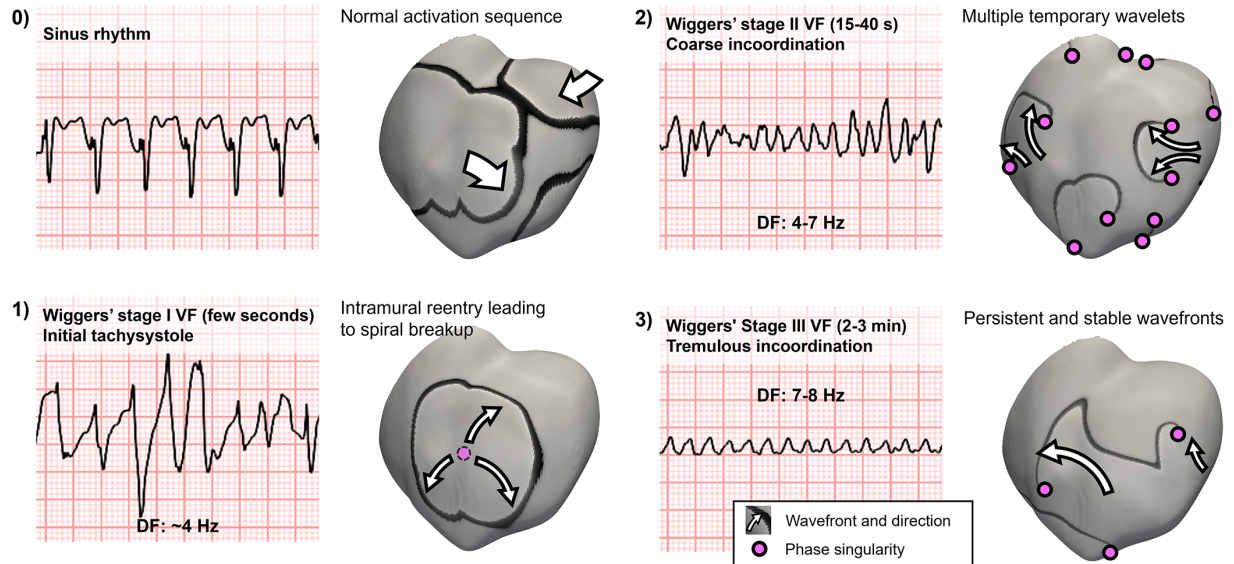 0)
Sinus rhythm
Normal activation sequence
1)
Wiggers' stage I VF (few seconds)
Initial tachysystole
DF: ~4 Hz
Intramural reentry leading
to spiral breakup
2)
Wiggers' stage II VF (15-40 s)
Coarse incoordination
DF: 4-7 Hz
Multiple temporary wavelets
3)
Wiggers' Stage III VF (2-3 min)
Tremulous incoordination
DF: 7-8 Hz
Persistent and stable wavefronts
Wavefront and direction
Phase singularity